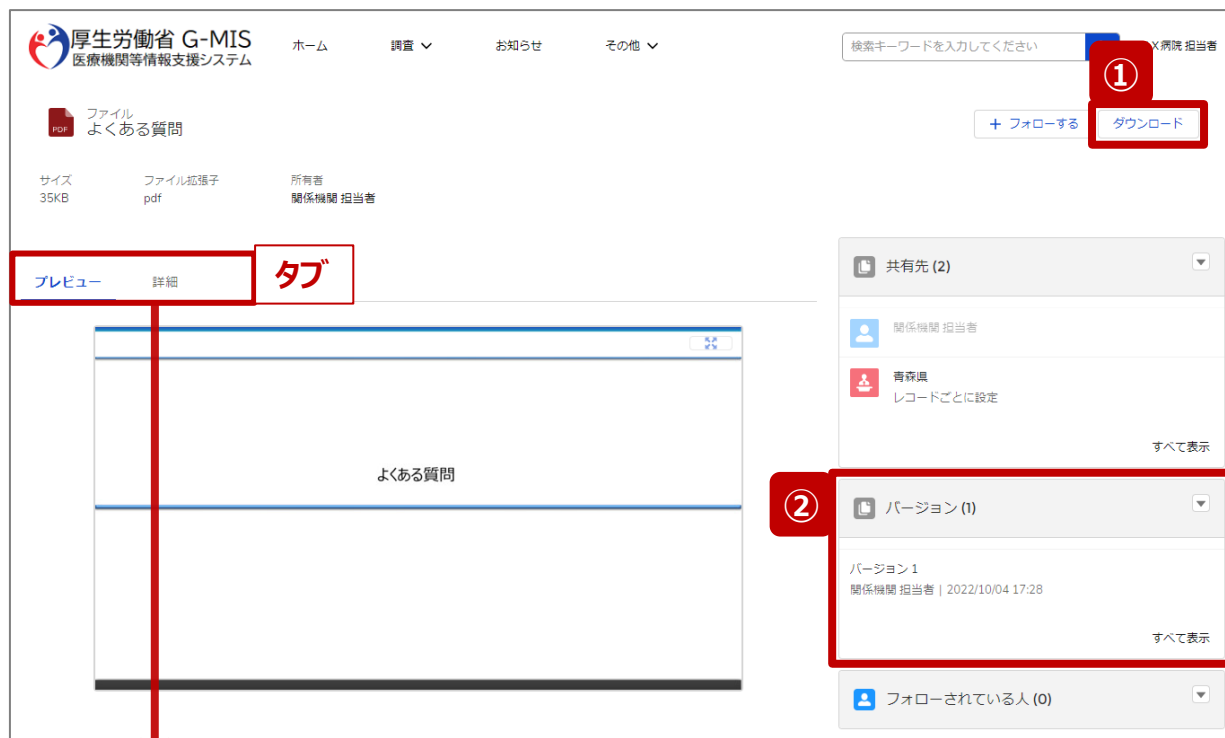 厚生労働省 G-MIS
医療機関等情報支援システム
ホーム 調査 お知らせ その他
検索キーワードを入力してください
X病院 担当者
①
ファイル
PDF よくある質問
+ フォローする ダウンロード
サイズ ファイル拡張子 所有者
35KB pdf 関係機関 担当者
プレビュー 詳細
タブ
よくある質問
共有先 (2)
関係機関 担当者
青森県
レコードごとに設定
すべて表示
②
バージョン (1)
バージョン 1
関係機関 担当者 | 2022/10/04 17:28
すべて表示
フォローされている人 (0)